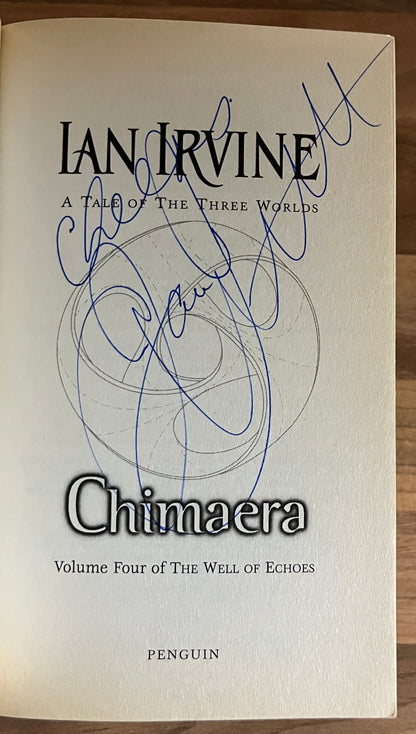 IAN IRVINE
A TALE OF THE THREE WORLDS
Chimaera
Volume Four of THE WELL OF ECHOES
PENGUIN